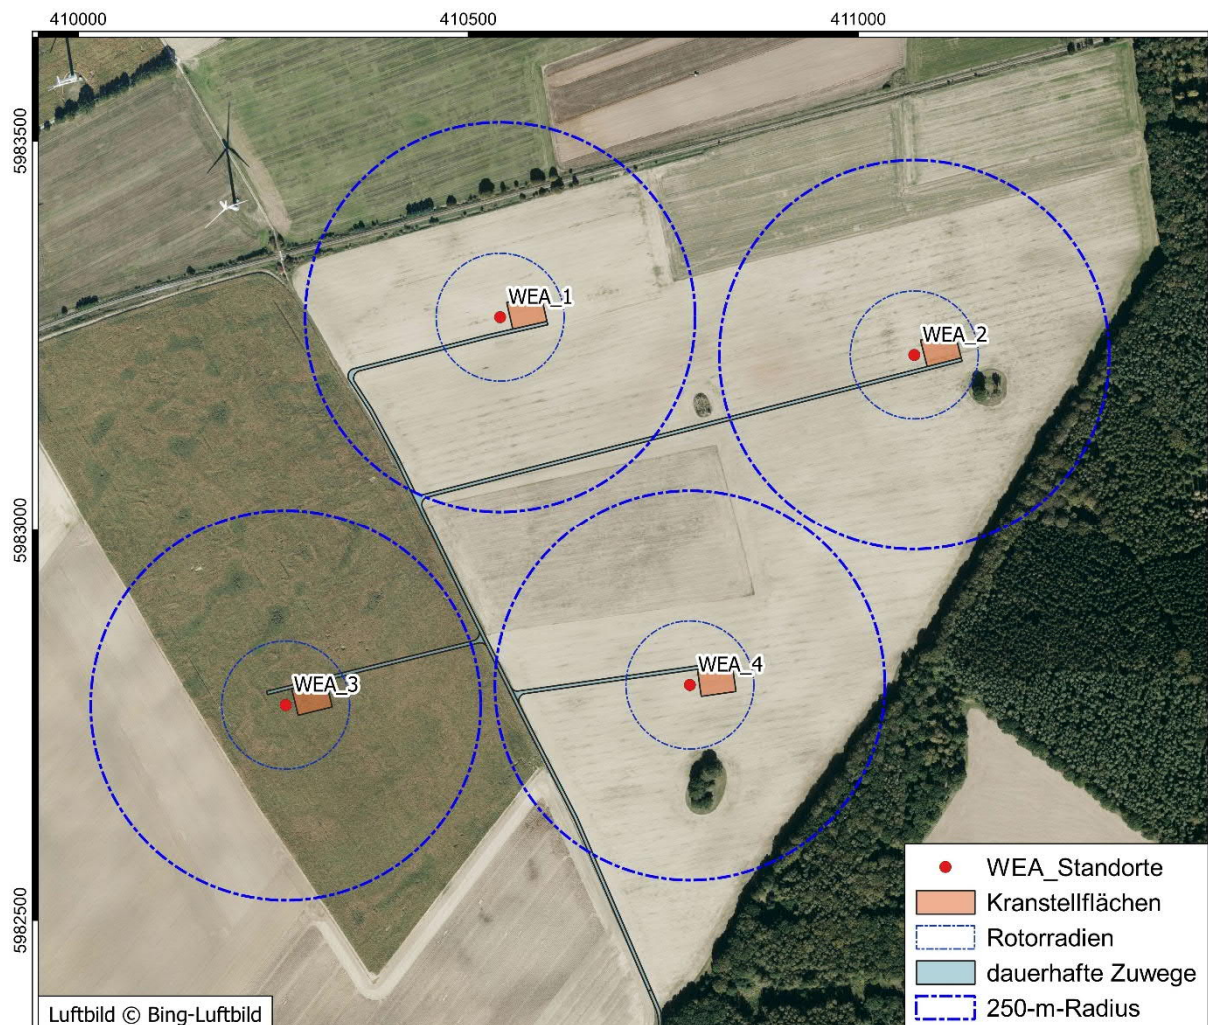 410000
410500
411000
5983500
5983000
5982500
WEA_1
WEA_2
WEA_3
WEA_4
WEA_Standorte
Kranstellflächen
Rotorradien
dauerhafte Zuwege
250-m-Radius
Luftbild © Bing-Luftbild